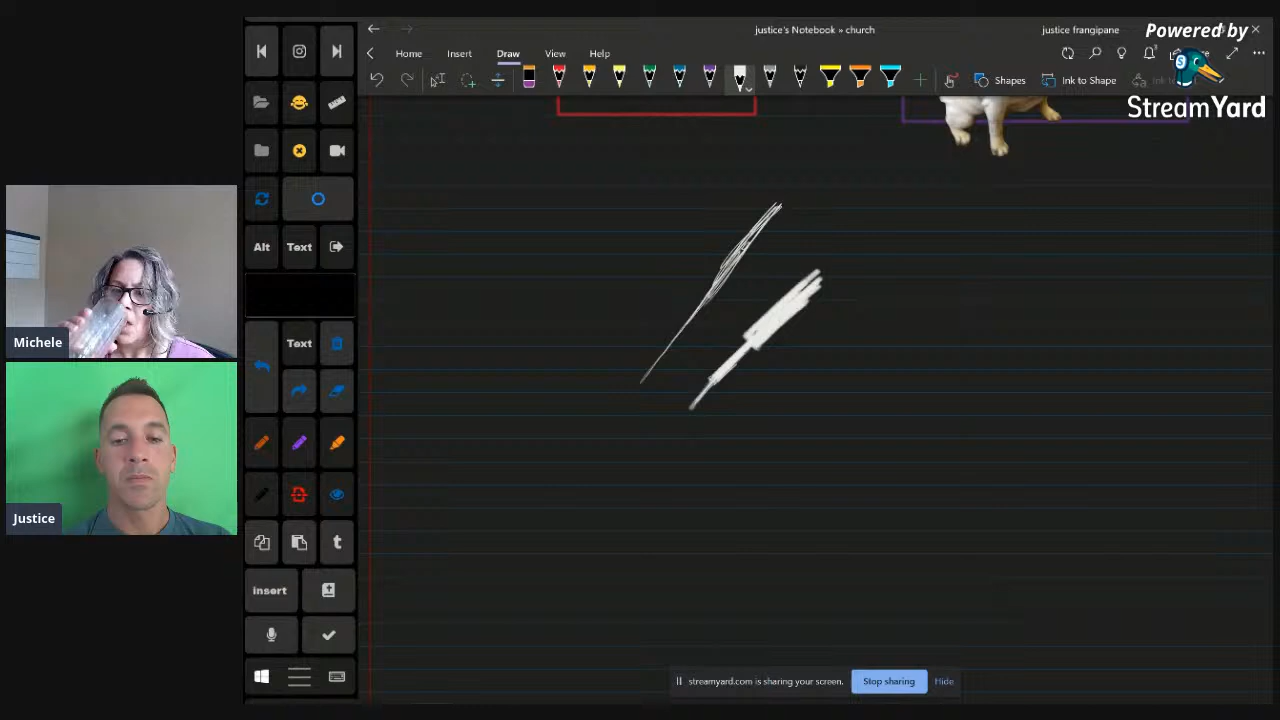 justice's Notebook » church
justice frangipane
Powered by
StreamYard
Home Insert Draw View Help
Shapes Ink to Shape
Alt Text
Text
t
insert
Michele
Justice
streamyard.com is sharing your screen. Stop sharing Hide